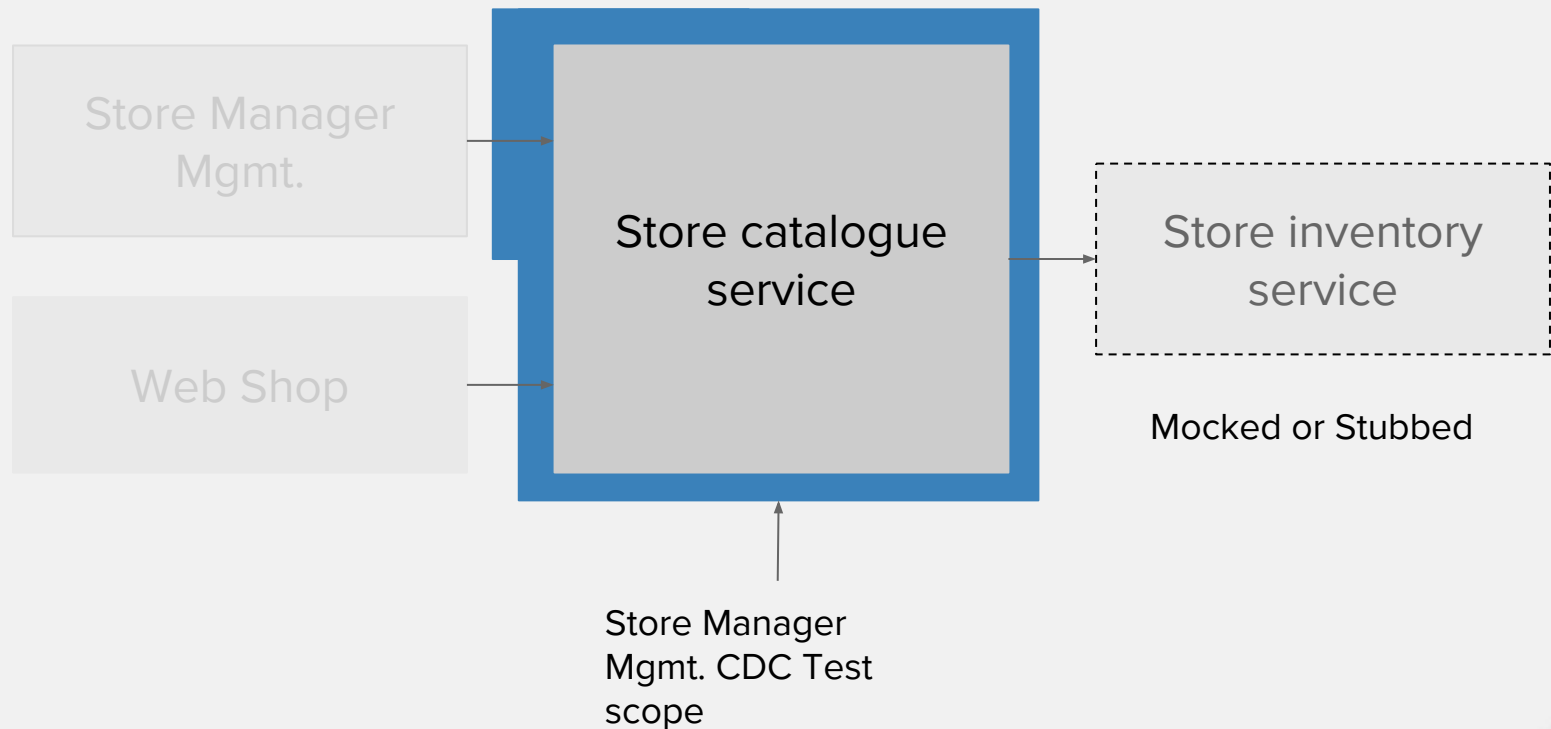 Store Manager
Mgmt.
Web Shop
Store catalogue
service
Store inventory
service
Mocked or Stubbed
Store Manager
Mgmt. CDC Test
scope